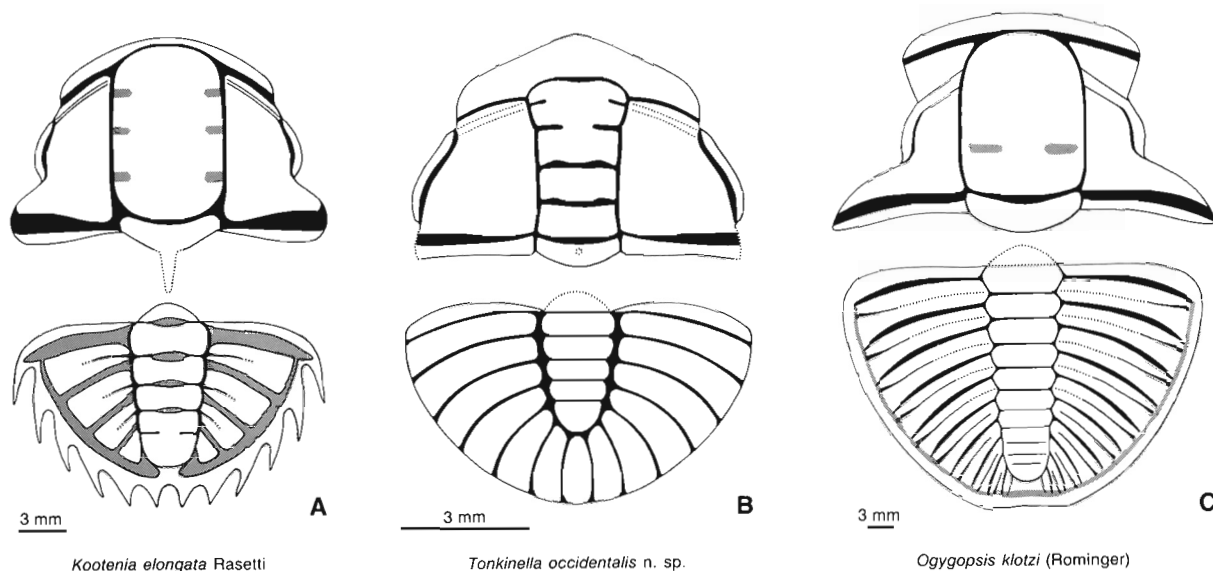 A
3 mm
Kootenia elongata Rasetti
B
3 mm
Tonkinella occidentalis n. sp.
C
3 mm
Ogygopsis klotzi (Rominger)